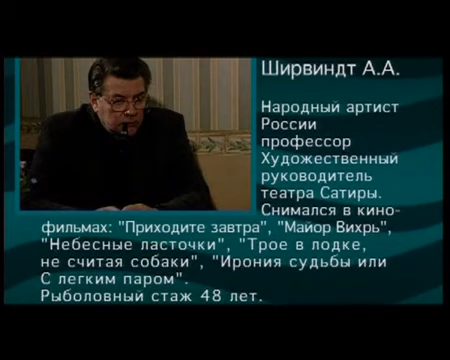 Ширвиндт А.А.
Народный артист
России
профессор
Художественный
руководитель
театра Сатиры.
Снимался в кино-
фильмах: "Приходите завтра", "Майор Вихрь",
"Небесные ласточки", "Трое в лодке,
не считая собаки", "Ирония судьбы или
С легким паром".
Рыболовный стаж 48 лет.